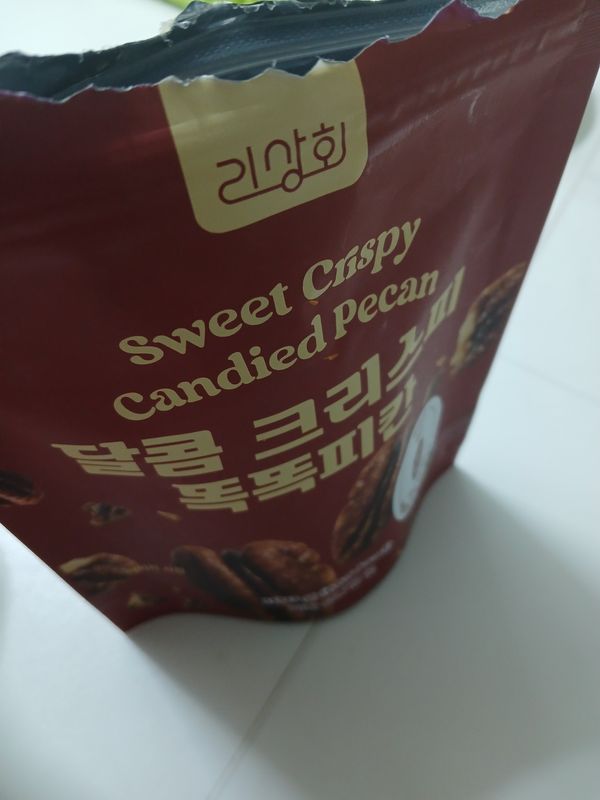 리상회
Sweet Crispy
Candied Pecan
달콤 크리스피
똑똑피칸